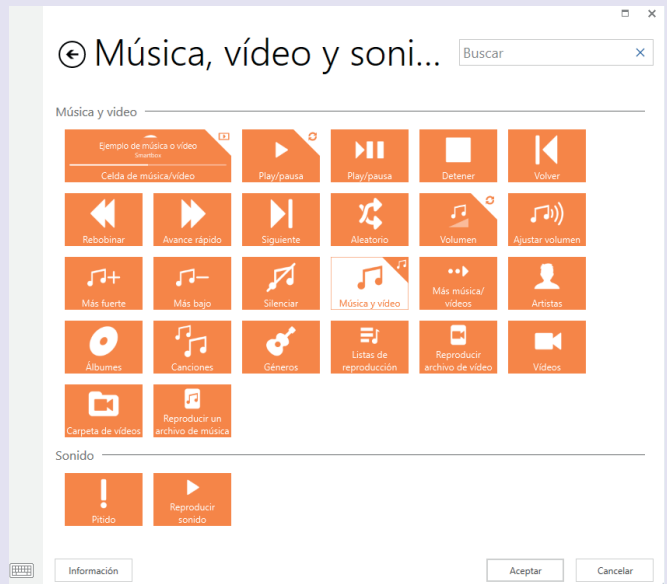 Música, vídeo y soni...
Buscar
Música y video
Ejemplo de música o vídeo
Smartbox
Celda de música/vídeo
Play/pausa
Play/pausa
Detener
Volver
Rebobinar
Avance rápido
Siguiente
Aleatorio
Volumen
Ajustar volumen
Más fuerte
Más bajo
Silenciar
Música y vídeo
Más música/
vídeos
Artistas
Álbumes
Canciones
Géneros
Listas de
reproducción
Reproducir
archivo de vídeo
Vídeos
Carpeta de vídeos
Reproducir un
archivo de música
Sonido
Pitido
Reproducir
sonido
Información
Aceptar
Cancelar